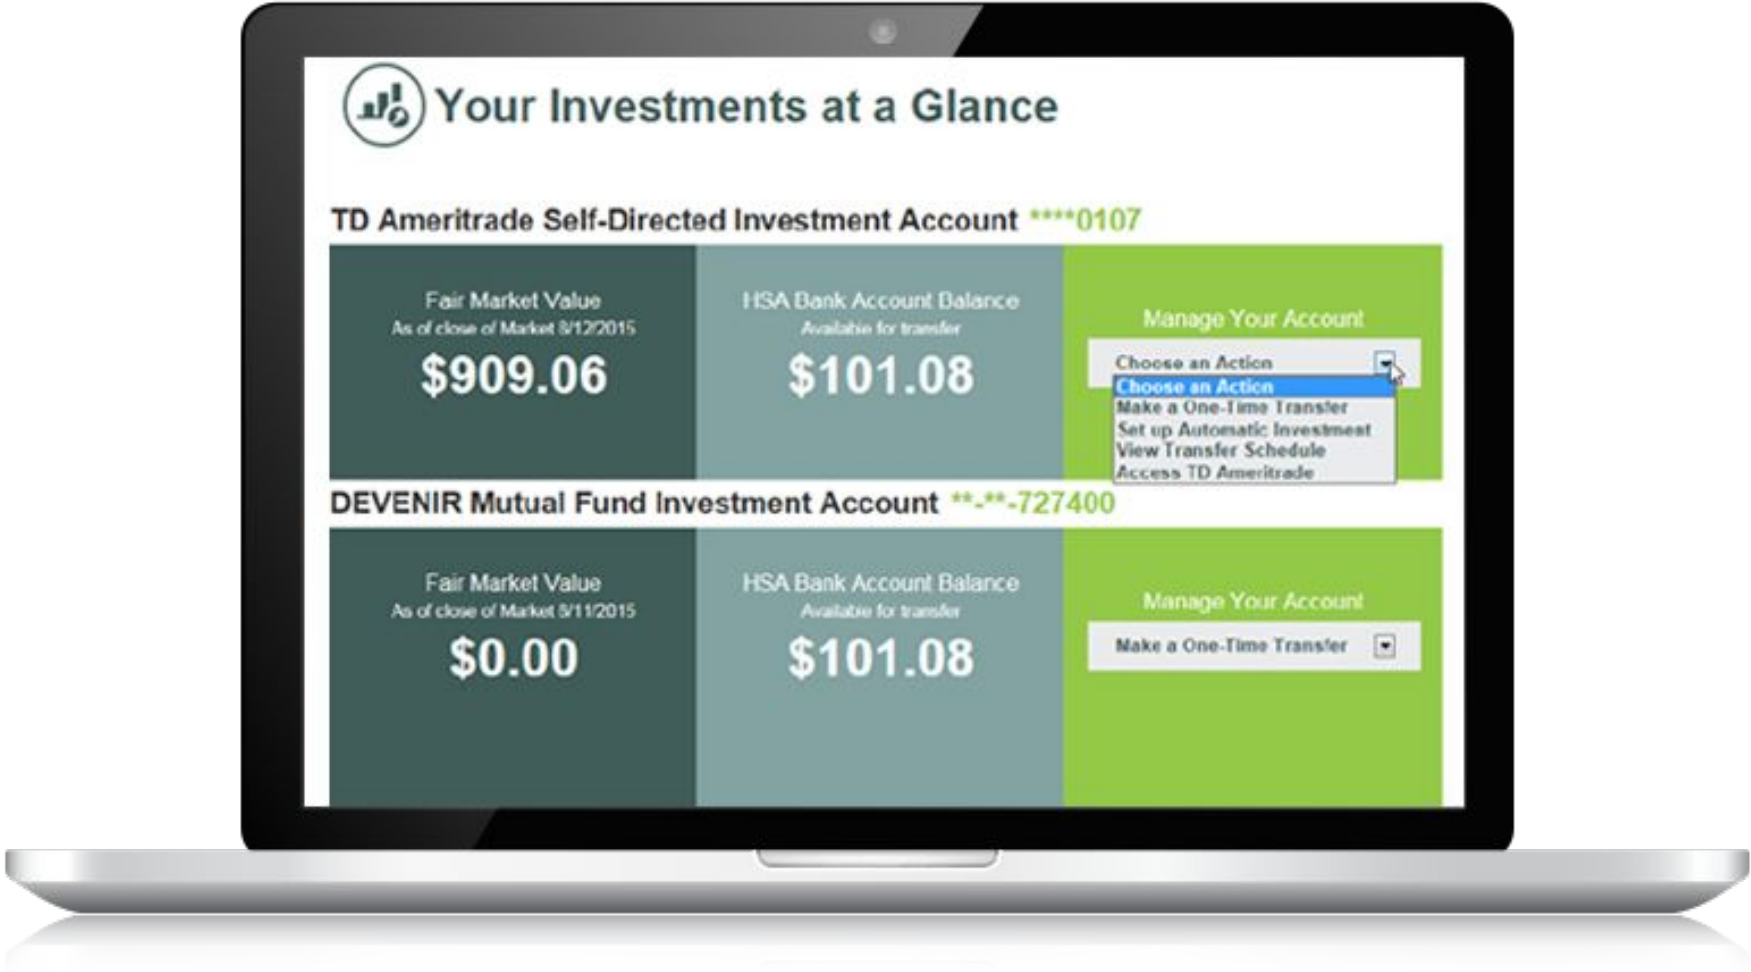 Your Investments at a Glance
TD Ameritrade Self-Directed Investment Account ****0107
Fair Market Value
As of close of Market 8/12/2015
$909.06
HSA Bank Account Balance
Available for transfer
$101.08
Manage Your Account
Choose an Action
Choose an Action
Make a One-Time Transfer
Set up Automatic Investment
View Transfer Schedule
Access TD Ameritrade
DEVENIR Mutual Fund Investment Account **-**-727400
Fair Market Value
As of close of Market 8/11/2015
$0.00
HSA Bank Account Balance
Available for transfer
$101.08
Manage Your Account
Make a One-Time Transfer